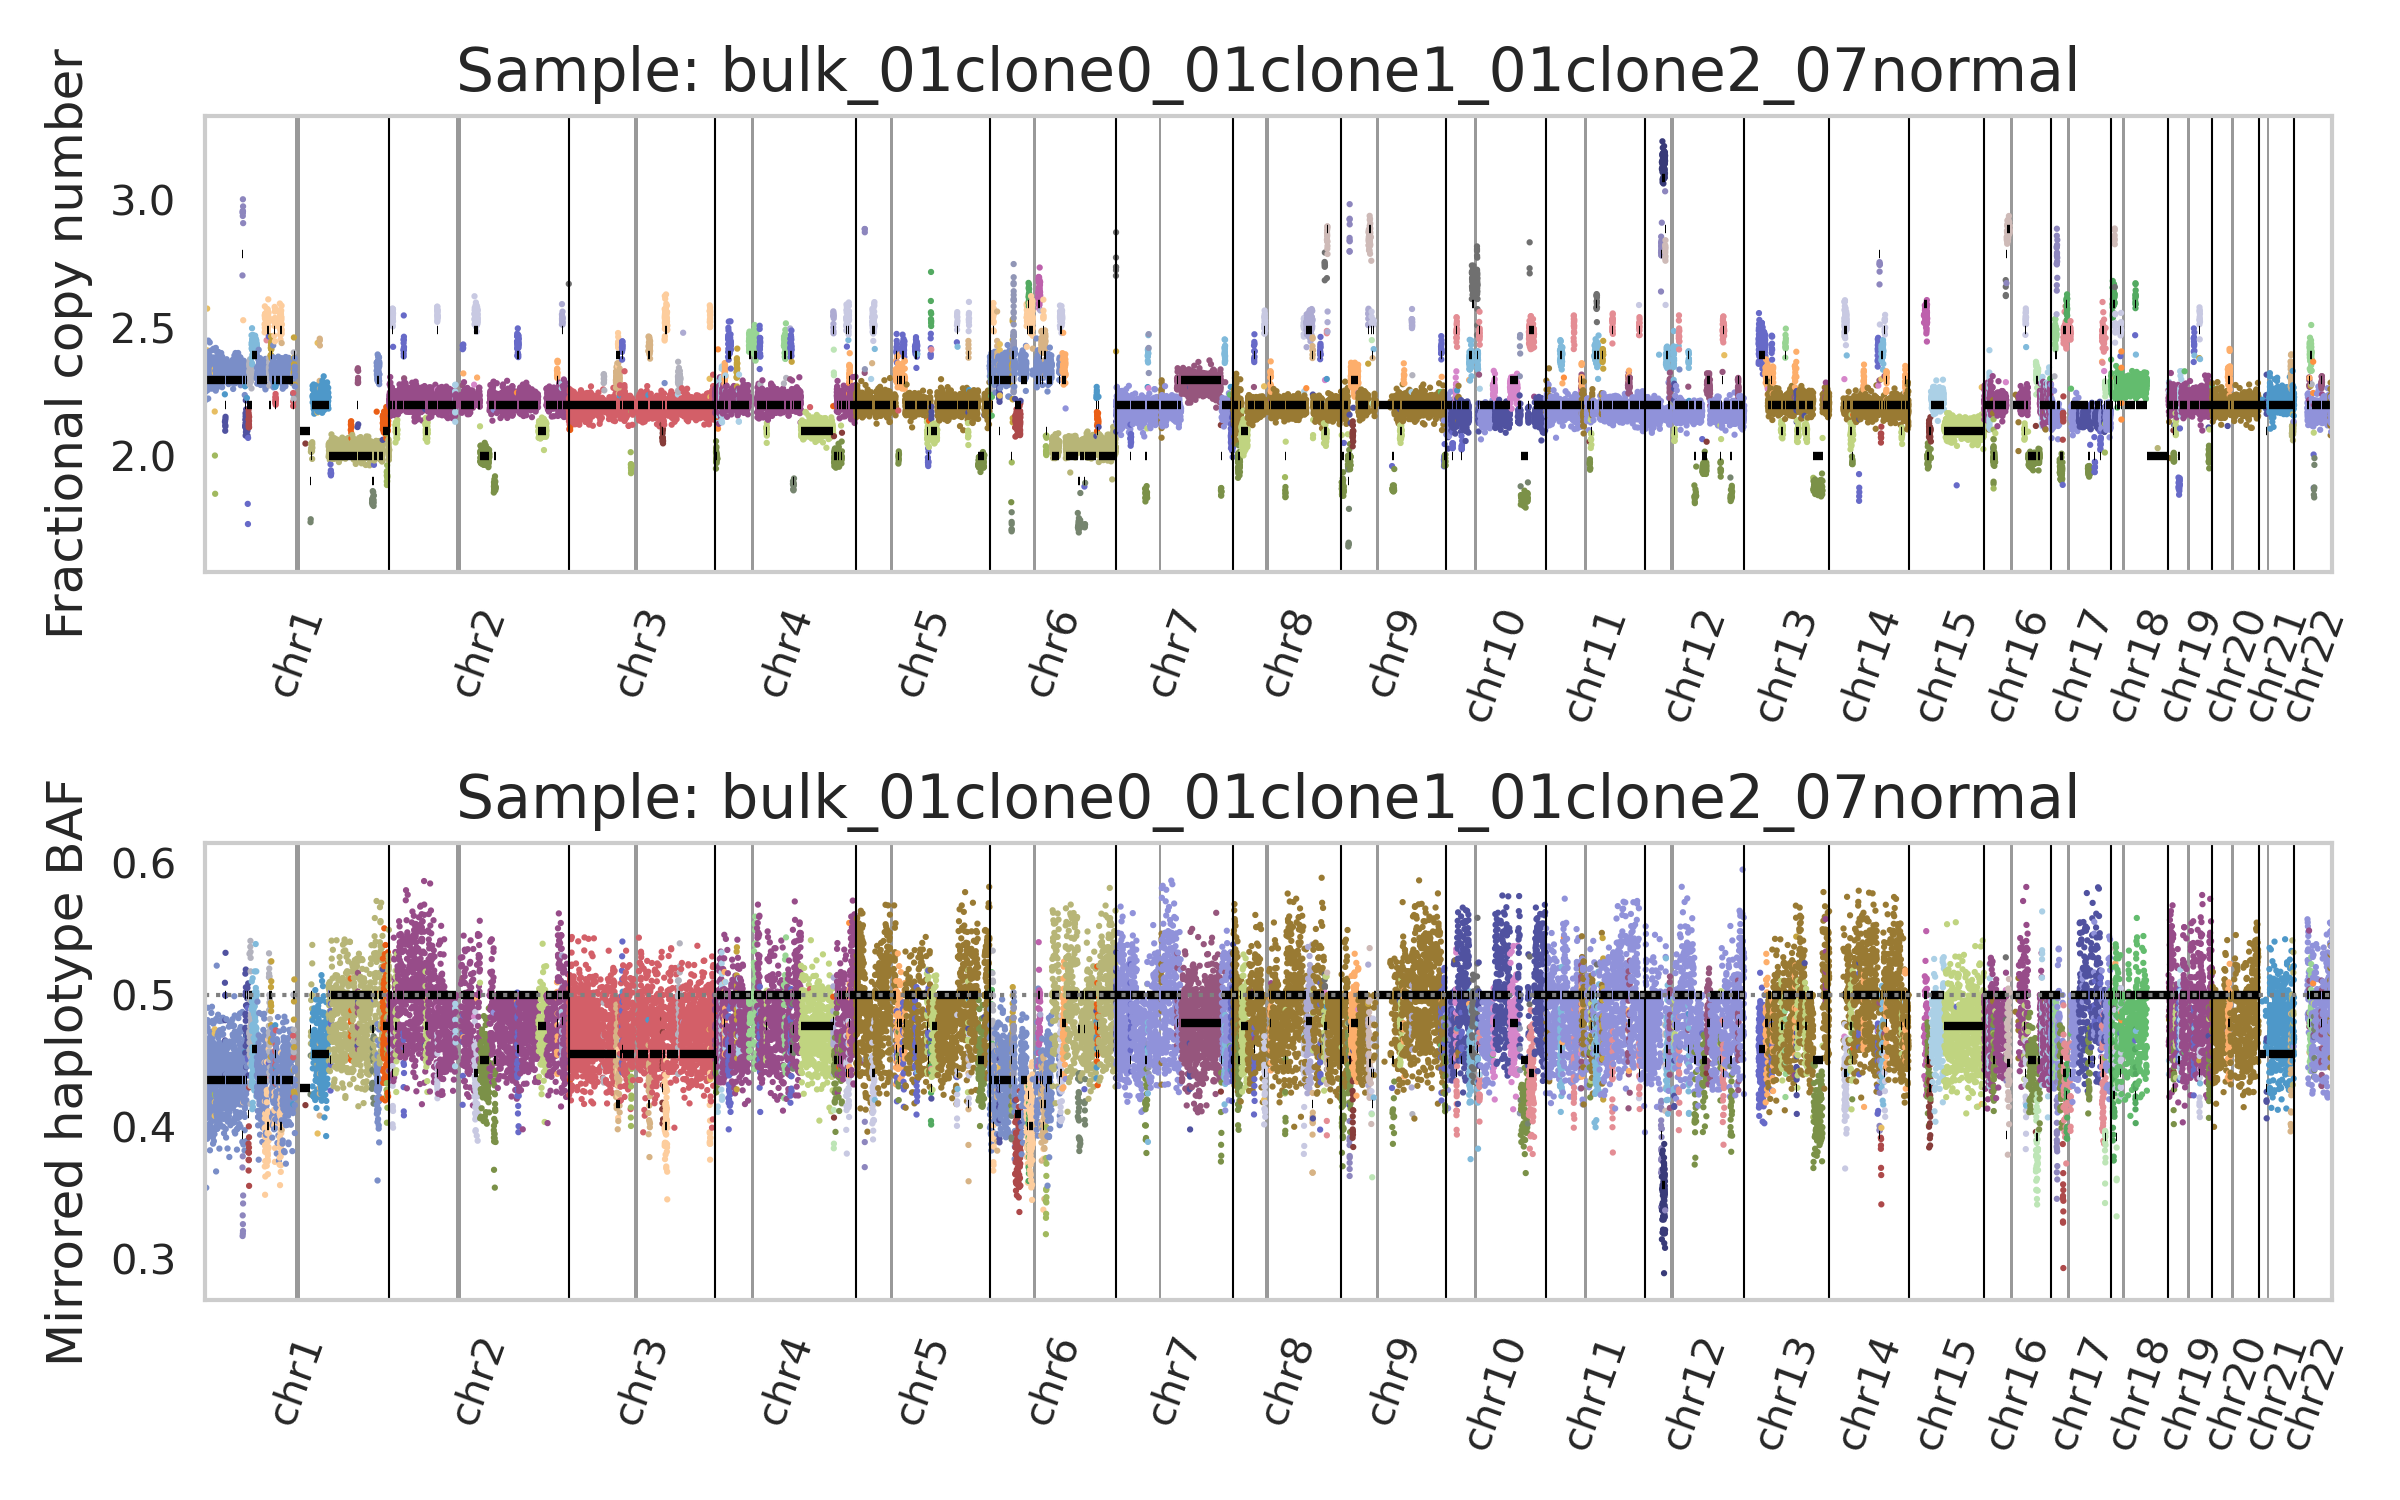 Sample: bulk_01clone0_01clone1_01clone2_07normal
Fractional copy number
3.0
2.5
2.0
chr1 chr2 chr3 chr4 chr5 chr6 chr7 chr8 chr9 chr10 chr11 chr12 chr13 chr14 chr15 chr16 chr17 chr18 chr19 chr20 chr21 chr22
Sample: bulk_01clone0_01clone1_01clone2_07normal
Mirrored haplotype BAF
0.6
0.5
0.4
0.3
chr1 chr2 chr3 chr4 chr5 chr6 chr7 chr8 chr9 chr10 chr11 chr12 chr13 chr14 chr15 chr16 chr17 chr18 chr19 chr20 chr21 chr22